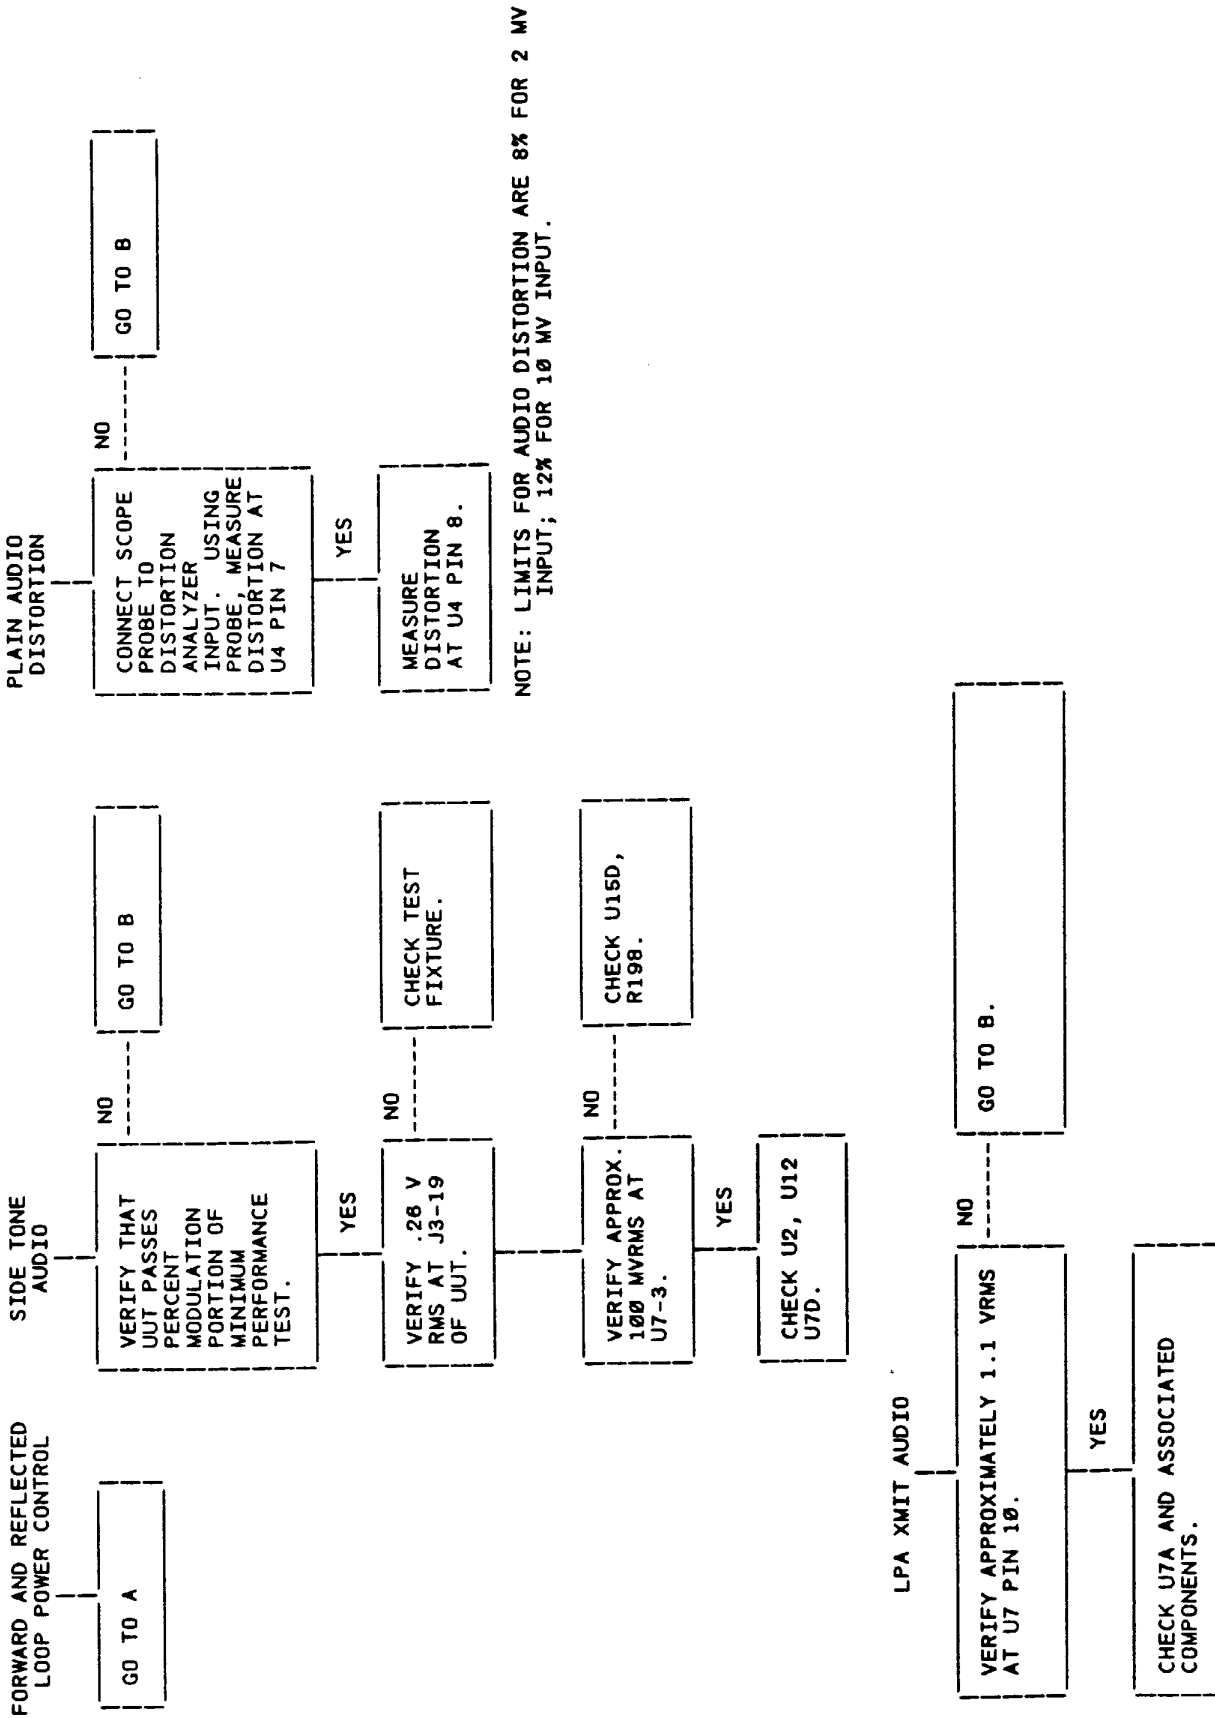 FORWARD AND REFLECTED
LOOP POWER CONTROL
GO TO A
SIDE TONE
AUDIO
VERIFY THAT
UUT PASSES
PERCENT
MODULATION
PORTION OF
MINIMUM
PERFORMANCE
TEST.
NO
GO TO B
YES
VERIFY .28 V
RMS AT J3-19
OF UUT.
NO
CHECK TEST
FIXTURE.
VERIFY APPROX.
100 MVRMS AT
U7-3.
NO
CHECK U15D,
R198.
YES
CHECK U2, U12
U7D.
PLAIN AUDIO
DISTORTION
CONNECT SCOPE
PROBE TO
DISTORTION
ANALYZER
INPUT. USING
PROBE, MEASURE
DISTORTION AT
U4 PIN 7
NO
GO TO B
YES
MEASURE
DISTORTION
AT U4 PIN 8.
NOTE: LIMITS FOR AUDIO DISTORTION ARE 8% FOR 2 MV
INPUT; 12% FOR 10 MV INPUT.
LPA XMIT AUDIO
VERIFY APPROXIMATELY 1.1 VRMS
AT U7 PIN 10.
NO
GO TO B.
YES
CHECK U7A AND ASSOCIATED
COMPONENTS.